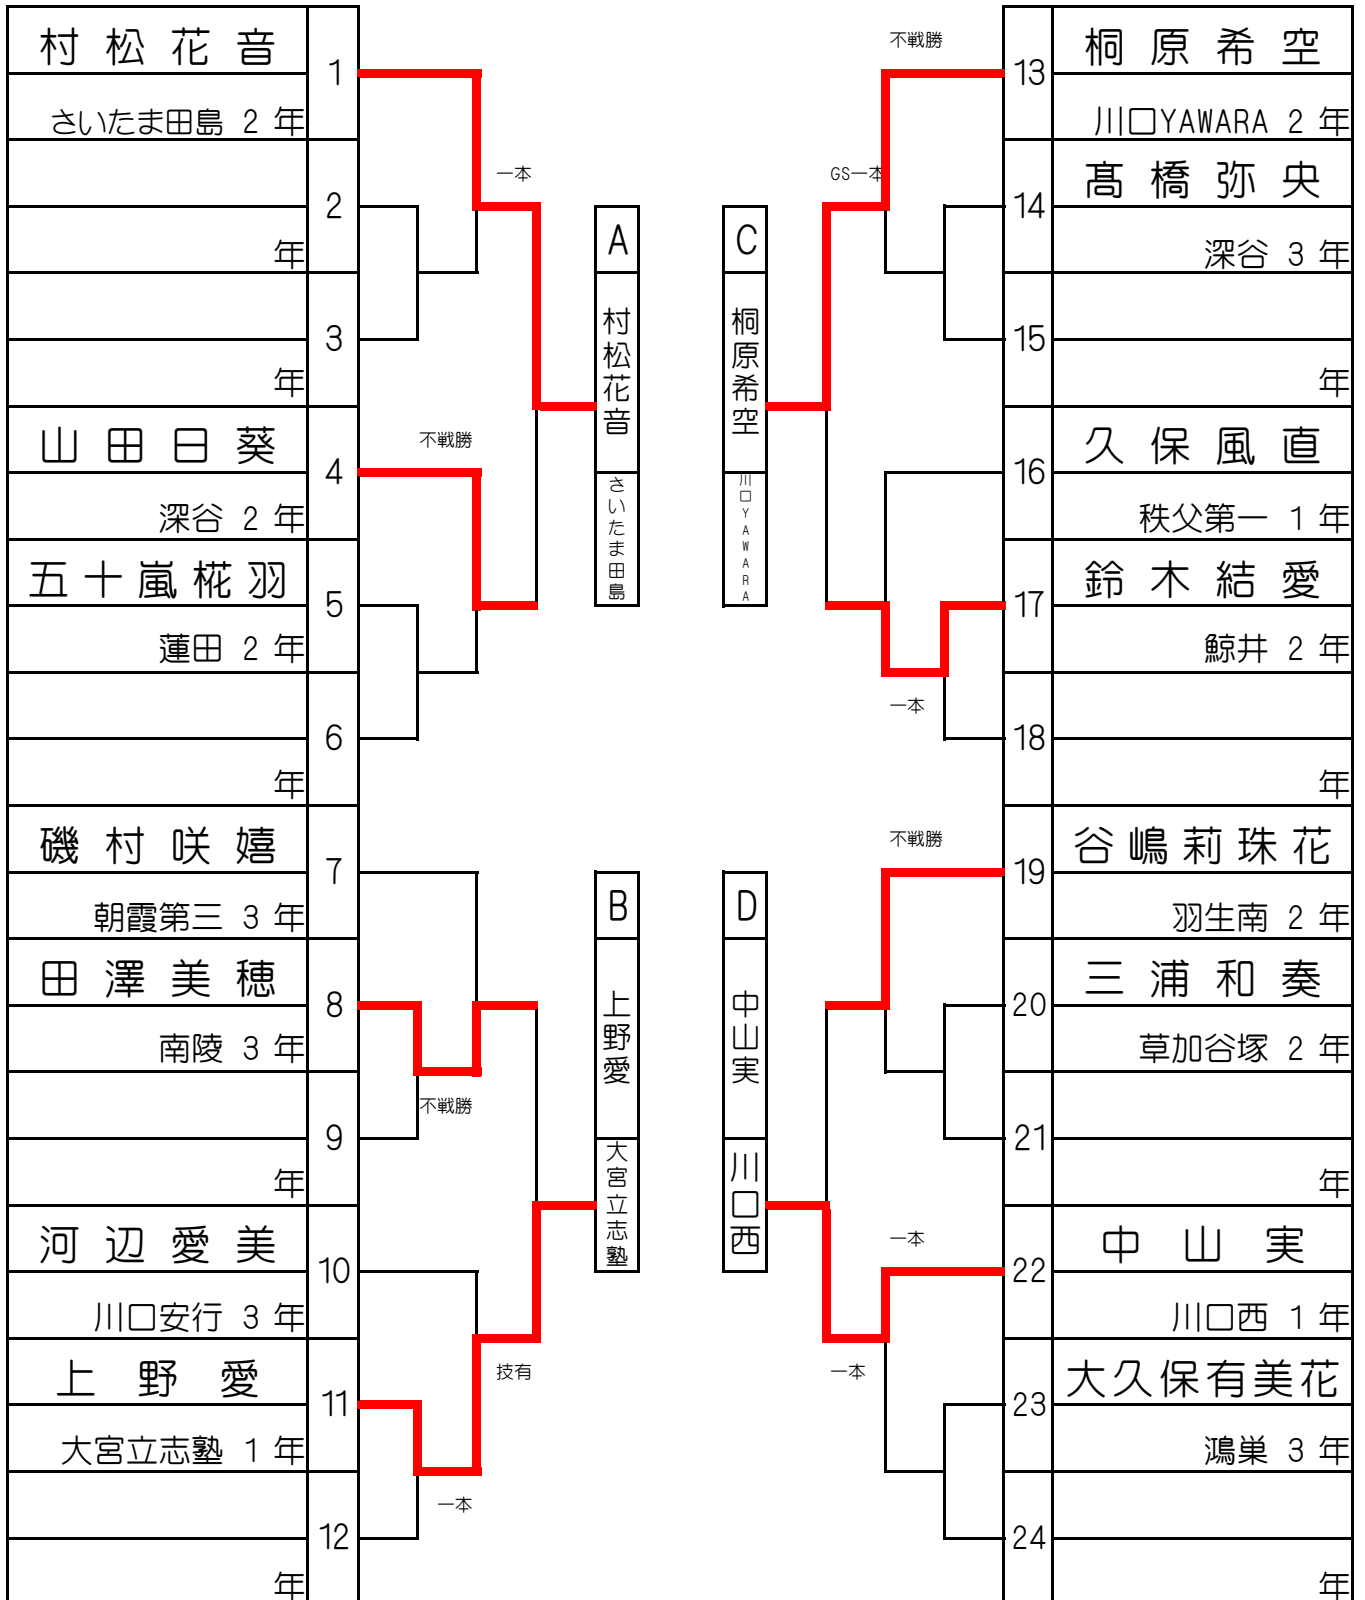 村松花音
1
さいたま田島 2 年
2
年
3
年
山田日葵
4
深谷 2 年
五十嵐椛羽
5
蓮田 2 年
6
年
磯村咲嬉
7
朝霞第三 3 年
田澤美穂
8
南陵 3 年
9
年
河辺愛美
10
川口安行 3 年
上野愛
11
大宮立志塾 1 年
12
年
一本
不戦勝
不戦勝
技有
一本
A
村松花音
さいたま田島
B
上野愛
大宮立志塾
C
桐原希空
川口YAWARA
D
中山実
川口西
不戦勝
GS一本
一本
不戦勝
一本
一本
桐原希空
13
川口YAWARA 2 年
髙橋弥央
14
深谷 3 年
15
年
久保風直
16
秩父第一 1 年
鈴木結愛
17
鯨井 2 年
18
年
谷嶋莉珠花
19
羽生南 2 年
三浦和奏
20
草加谷塚 2 年
21
年
中山実
22
川口西 1 年
大久保有美花
23
鴻巣 3 年
24
年